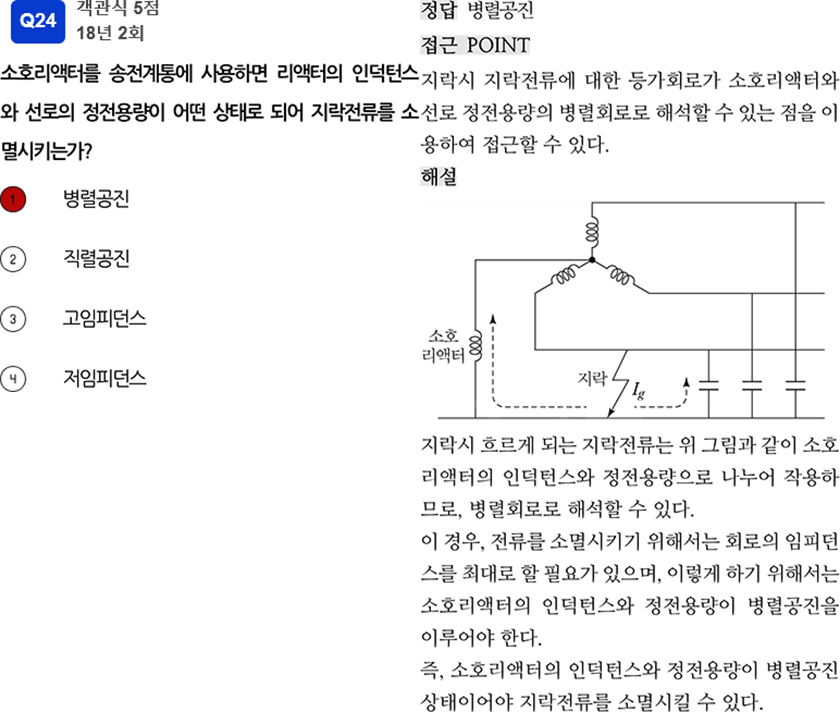 Q24
객관식 5점
18년 2회
소호리액터를 송전계통에 사용하면 리액터의 인덕턴스
와 선로의 정전용량이 어떤 상태로 되어 지락전류를 소
멸시키는가?
1 병렬공진
2 직렬공진
3 고임피던스
4 저임피던스
정답 병렬공진
접근 POINT
지락시 지락전류에 대한 등가회로가 소호리액터와
선로 정전용량의 병렬회로로 해석할 수 있는 점을 이
용하여 접근할 수 있다.
해설
소호
리액터
지락
Ig
지락시 흐르게 되는 지락전류는 위 그림과 같이 소호
리액터의 인덕턴스와 정전용량으로 나누어 작용하
므로, 병렬회로로 해석할 수 있다.
이 경우, 전류를 소멸시키기 위해서는 회로의 임피던
스를 최대로 할 필요가 있으며, 이렇게 하기 위해서는
소호리액터의 인덕턴스와 정전용량이 병렬공진을
이루어야 한다.
즉, 소호리액터의 인덕턴스와 정전용량이 병렬공진
상태이어야 지락전류를 소멸시킬 수 있다.